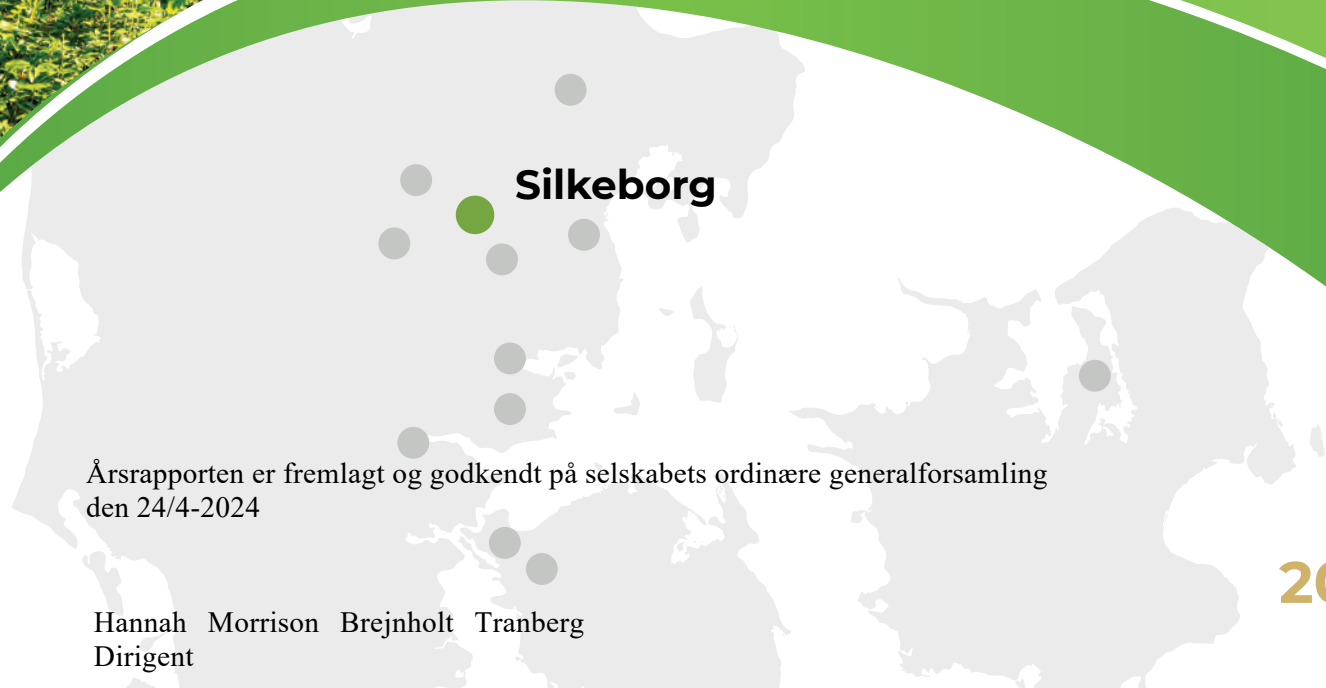 Silkeborg
Årsrapporten er fremlagt og godkendt på selskabets ordinære generalforsamling
den 24/4-2024
20
Hannah Morrison Brejnholt Tranberg
Dirigent